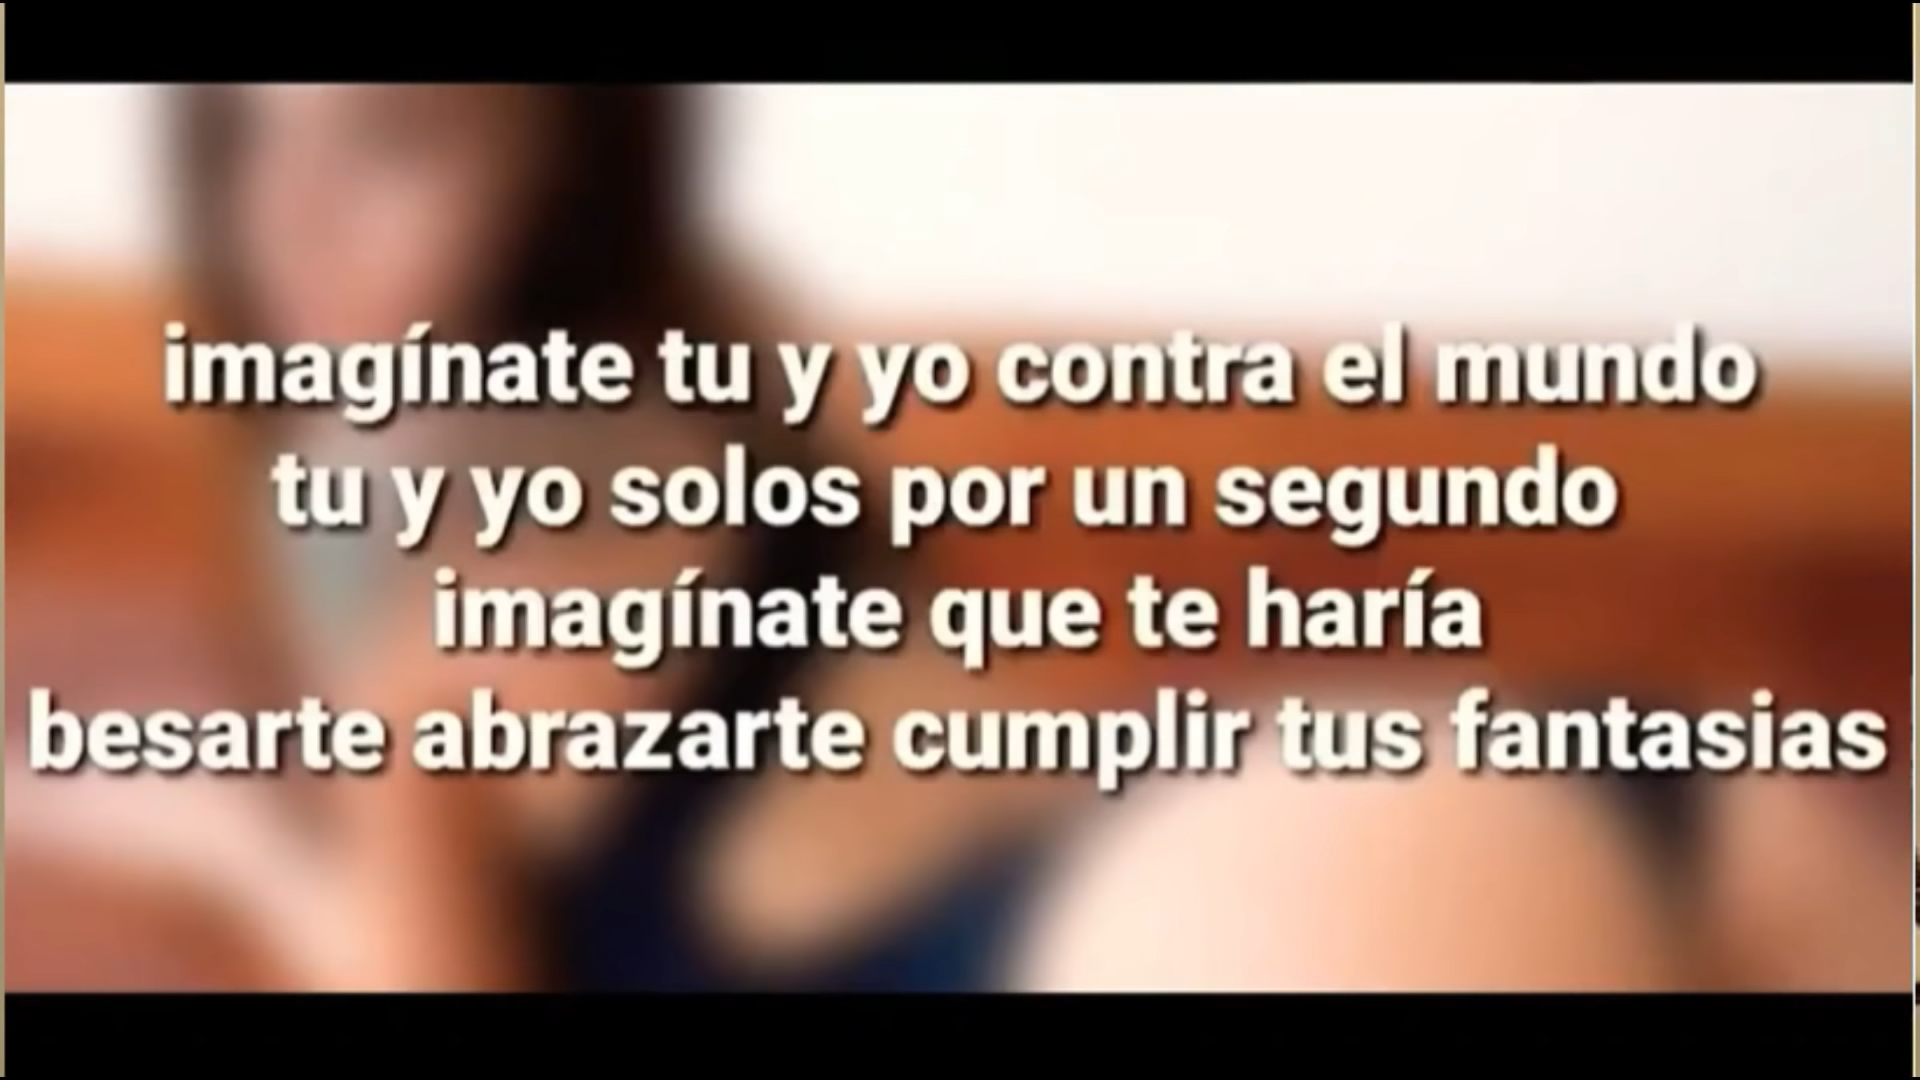 imagínate tu y yo contra el mundo
tu y yo solos por un segundo
imagínate que te haría
besarte abrazarte cumplir tus fantasias